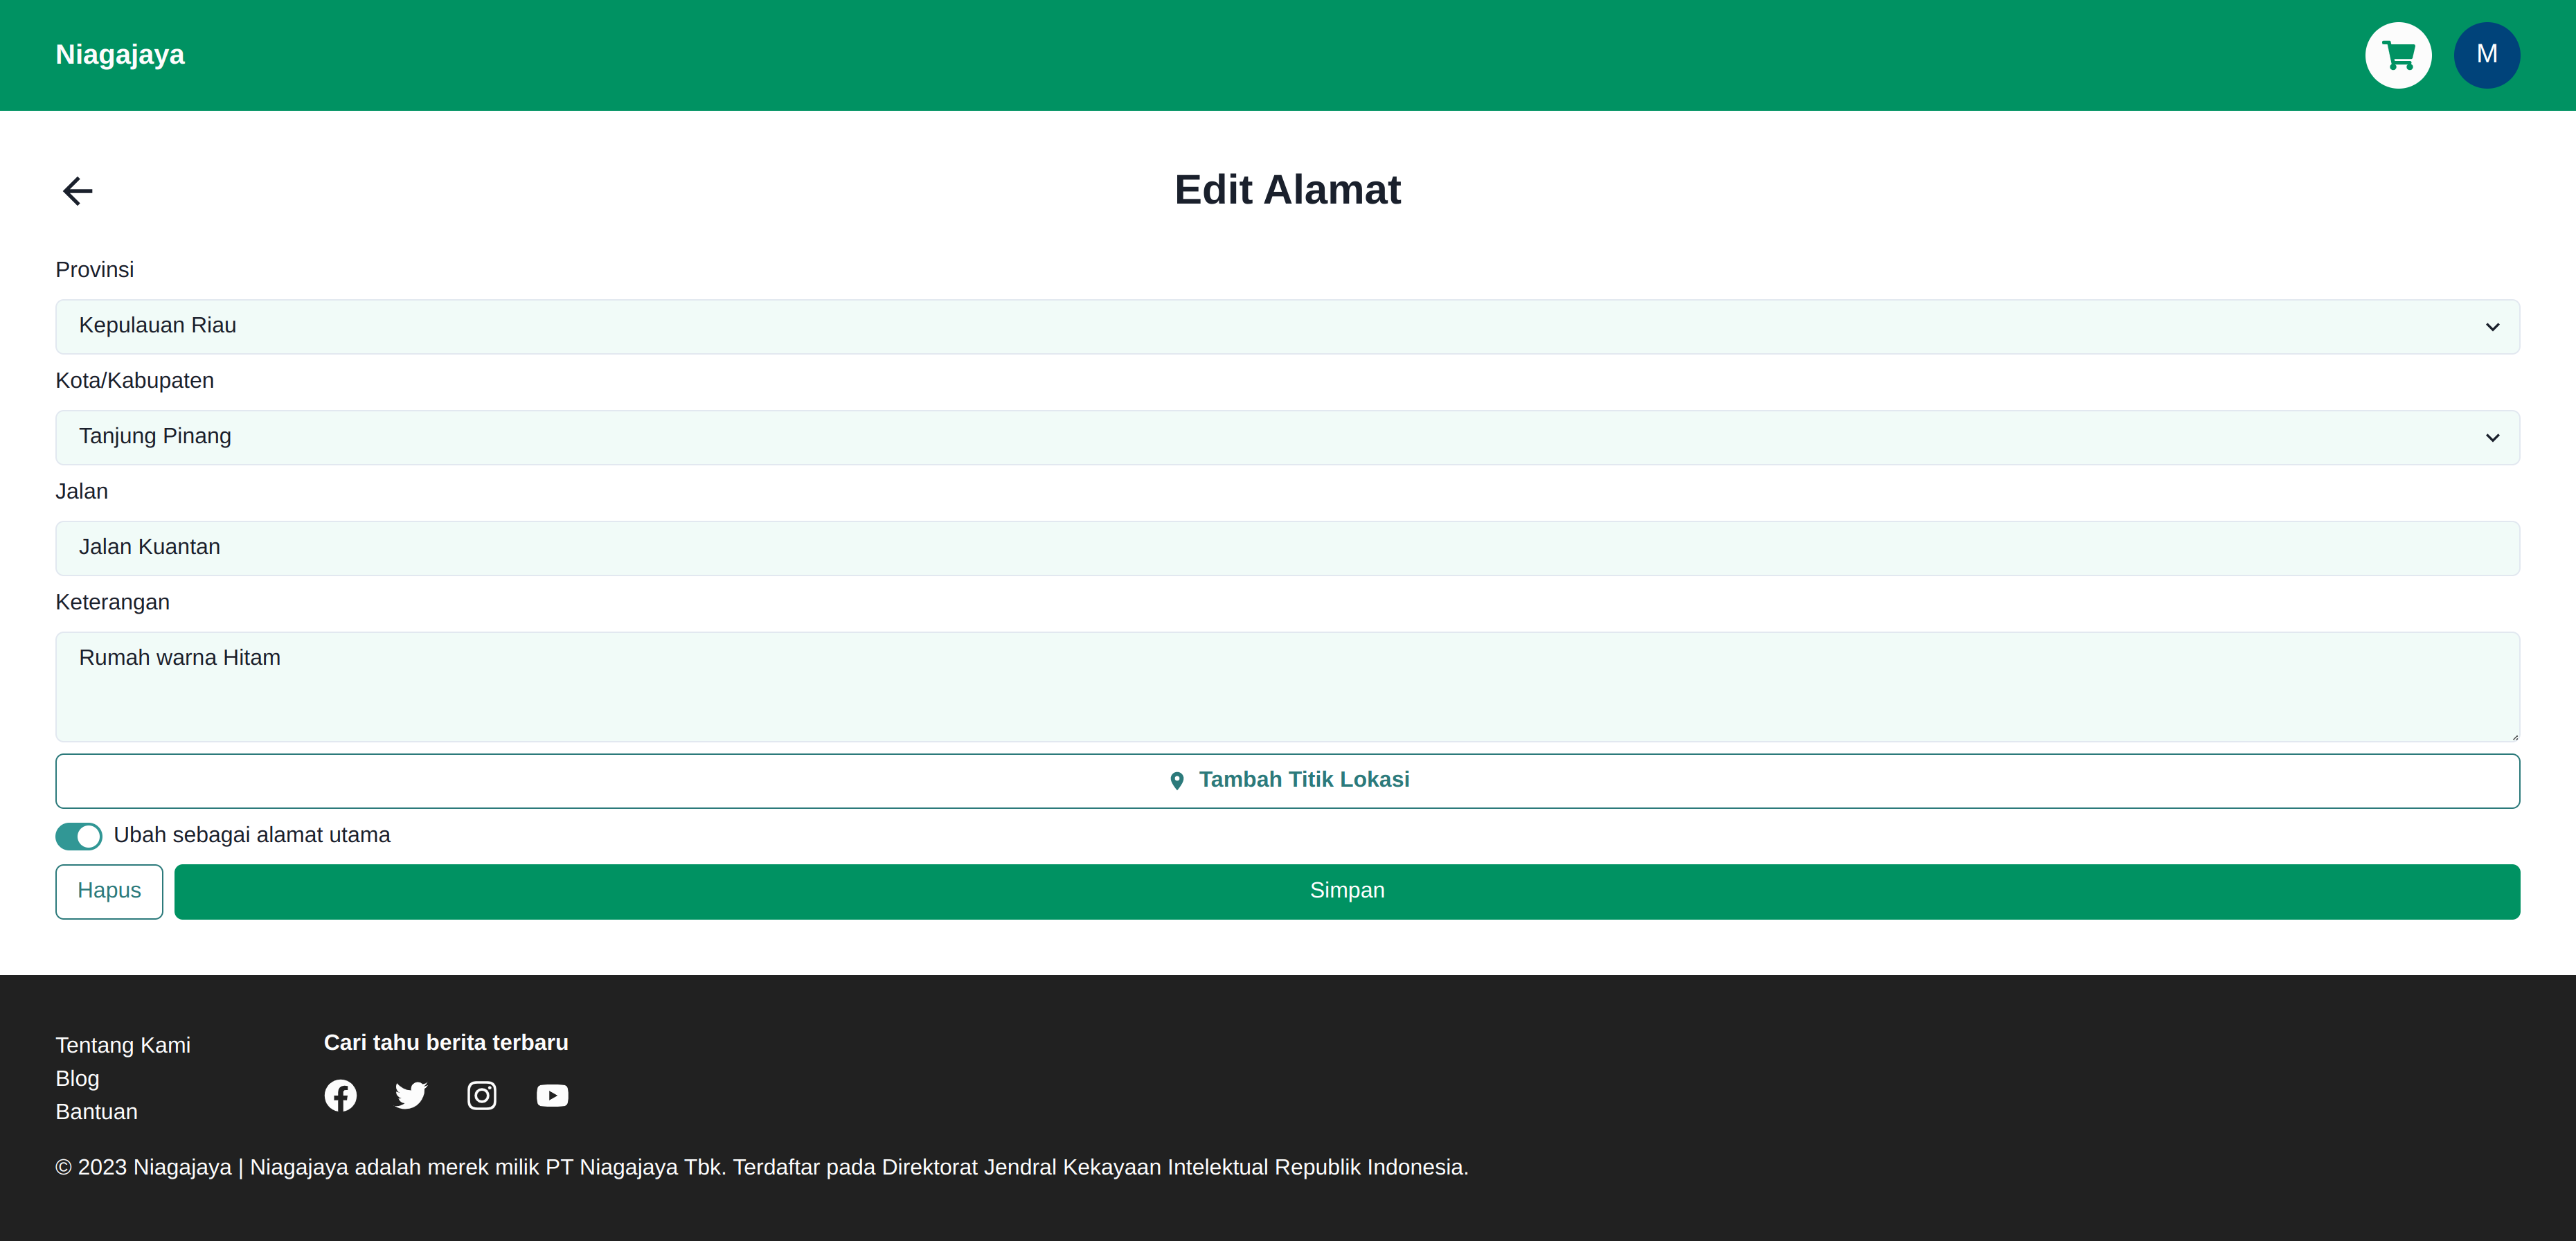 Niagajaya
M
Edit Alamat
Provinsi
Kepulauan Riau
Kota/Kabupaten
Tanjung Pinang
Jalan
Jalan Kuantan
Keterangan
Rumah warna Hitam
Tambah Titik Lokasi
Ubah sebagai alamat utama
Hapus
Simpan
Tentang Kami
Blog
Bantuan
Cari tahu berita terbaru
© 2023 Niagajaya | Niagajaya adalah merek milik PT Niagajaya Tbk. Terdaftar pada Direktorat Jendral Kekayaan Intelektual Republik Indonesia.